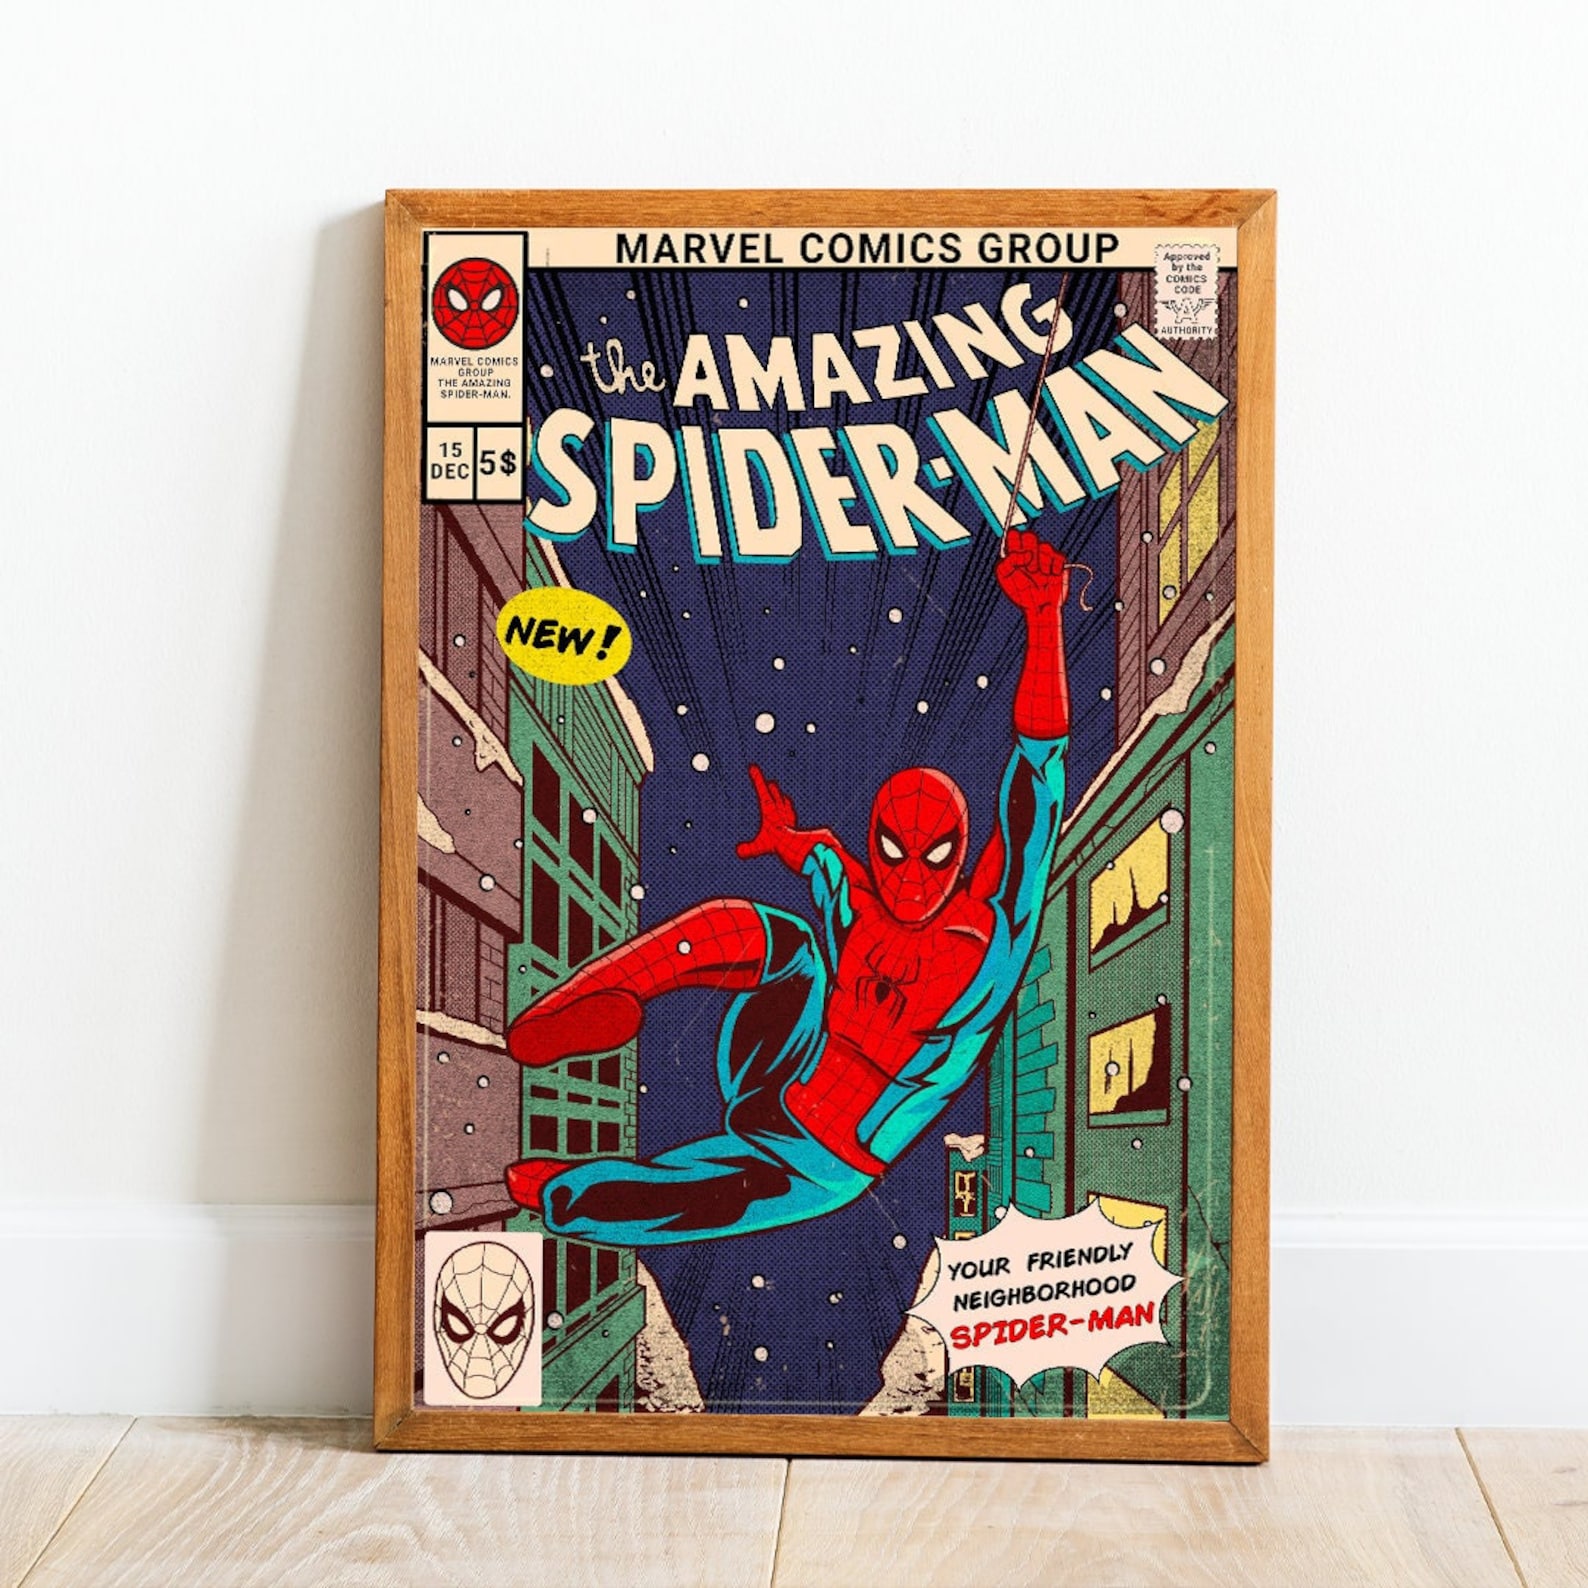 MARVEL COMICS GROUP
Approved
by the
COMICS
CODE
A
AUTHORITY
MARVEL COMICS
GROUP
THE AMAZING
SPIDER-MAN.
15
DEC
5$
the AMAZING
SPIDER-MAN
NEW!
YOUR FRIENDLY
NEIGHBORHOOD
SPIDER-MAN